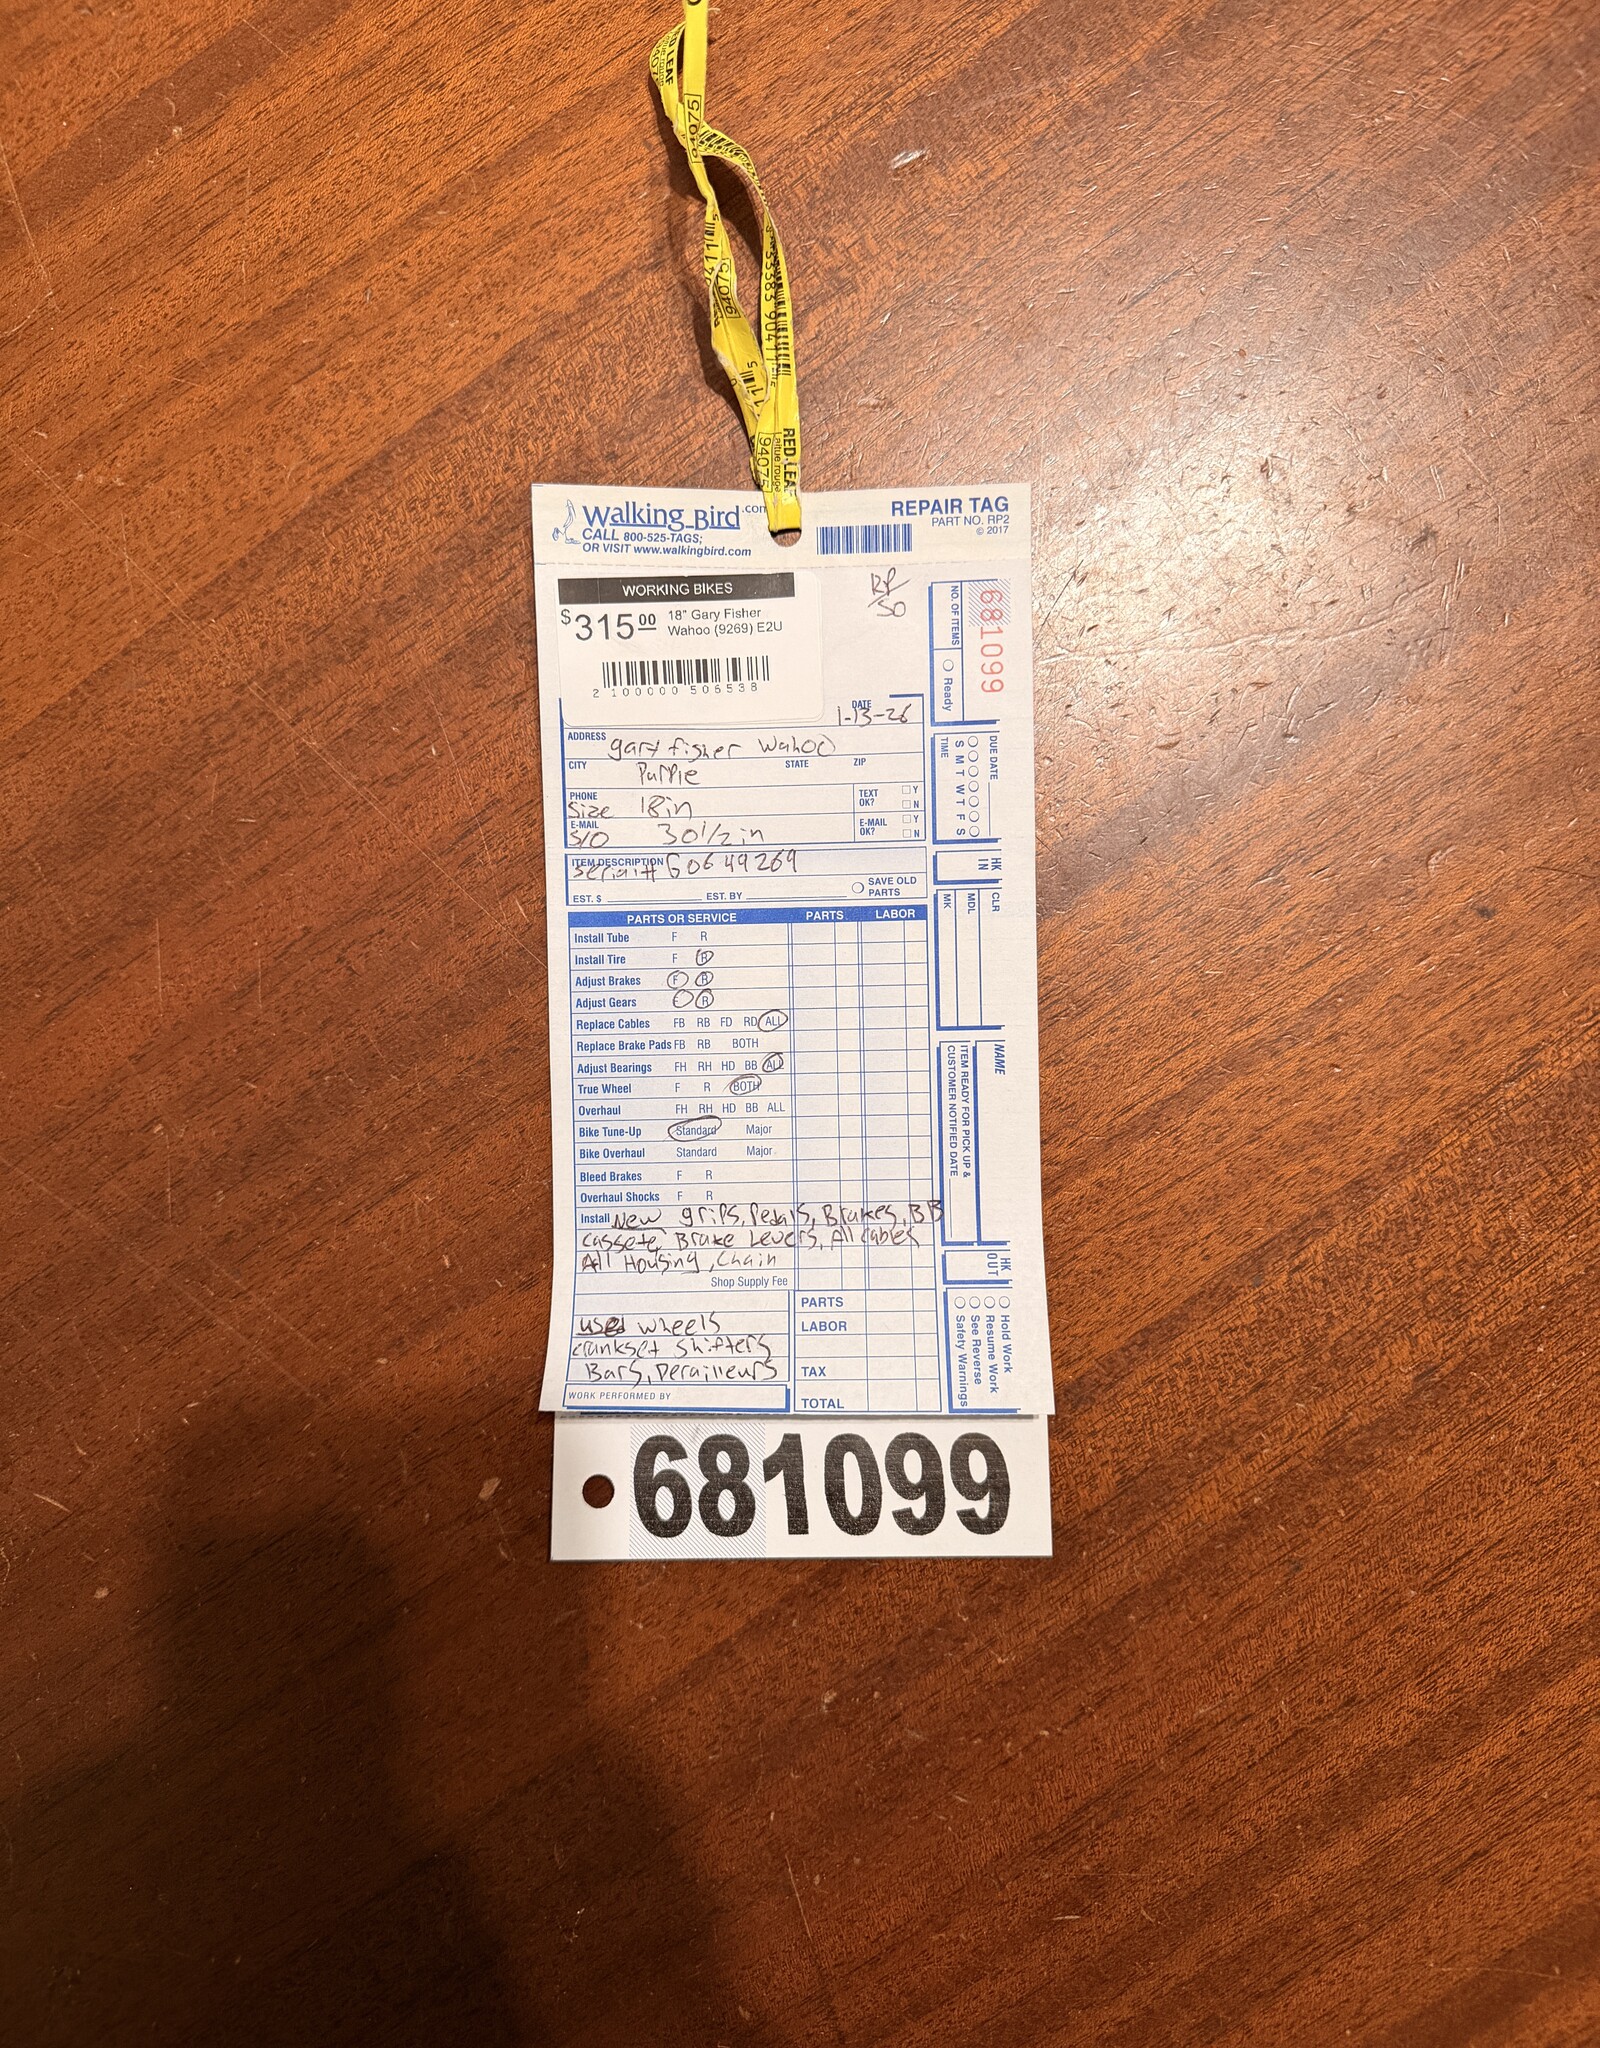 RED LEAF
94075
RED LEAF
94075
Walking Bird.com
CALL 800-525-TAGS;
OR VISIT www.walkingbird.com
REPAIR TAG
PART NO. RP2
© 2017
WORKING BIKES
$315.00 18" Gary Fisher
Wahoo (9269) E2U
2 100000 506538
681099
NO. OF ITEMS
Ready
DATE 1-13-26
ADDRESS gary fisher Wahoo
CITY Purple STATE ZIP
PHONE Size 18in TEXT OK? Y N
E-MAIL S/O 30 1/2 in E-MAIL OK? Y N
ITEM DESCRIPTION Serial# G0649269
EST. $ EST. BY SAVE OLD PARTS
DUE DATE
S M T W T F S
TIME
HK IN
CLR
MDL
MK
NAME
ITEM READY FOR PICK UP &
CUSTOMER NOTIFIED DATE
HK OUT
Hold Work
Resume Work
See Reverse
Safety Warnings
PARTS OR SERVICE PARTS LABOR
Install Tube F R
Install Tire F R
Adjust Brakes F R
Adjust Gears R
Replace Cables FB RB FD RD ALL
Replace Brake Pads FB RB BOTH
Adjust Bearings FH RH HD BB ALL
True Wheel F R BOTH
Overhaul FH RH HD BB ALL
Bike Tune-Up Standard Major
Bike Overhaul Standard Major
Bleed Brakes F R
Overhaul Shocks F R
Install New grips, Pedals, Brakes, BB
Cassete, Brake Levers, All cables
All Housing, Chain
Shop Supply Fee
used wheels
crankset shifters
Bars, Derailleurs
WORK PERFORMED BY
PARTS
LABOR
TAX
TOTAL
681099